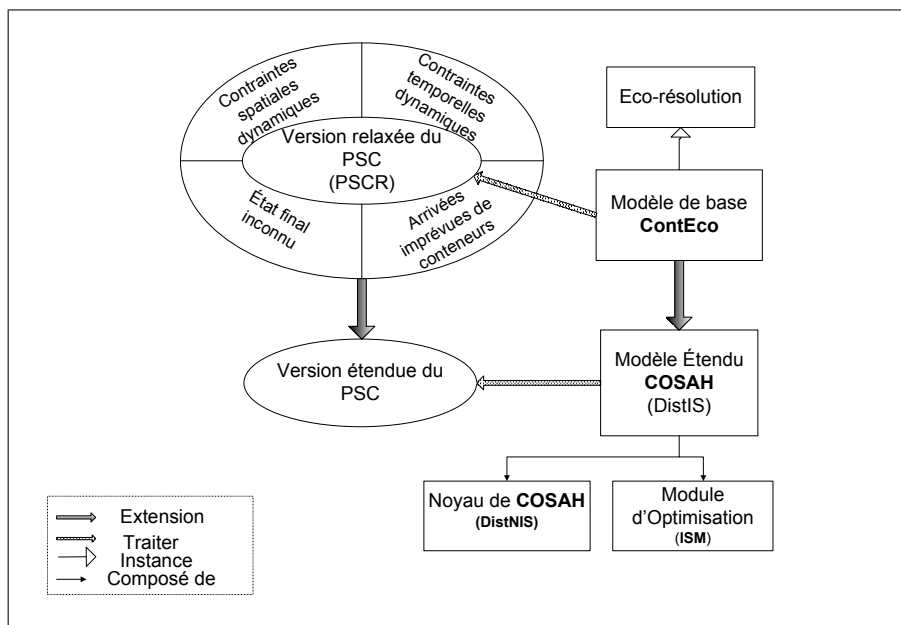 Contraintes
spatiales
dynamiques
Contraintes
temporelles
dynamiques
Version relaxée du
PSC
(PSCR)
État final
inconnu
Arrivées
imprévues de
conteneurs
Eco-résolution
Modèle de base
ContEco
Version étendue du
PSC
Modèle Étendu
COSAH
(DistIS)
Noyau de COSAH
(DistNIS)
Module
d'Optimisation
(ISM)
Extension
Traiter
Instance
Composé de